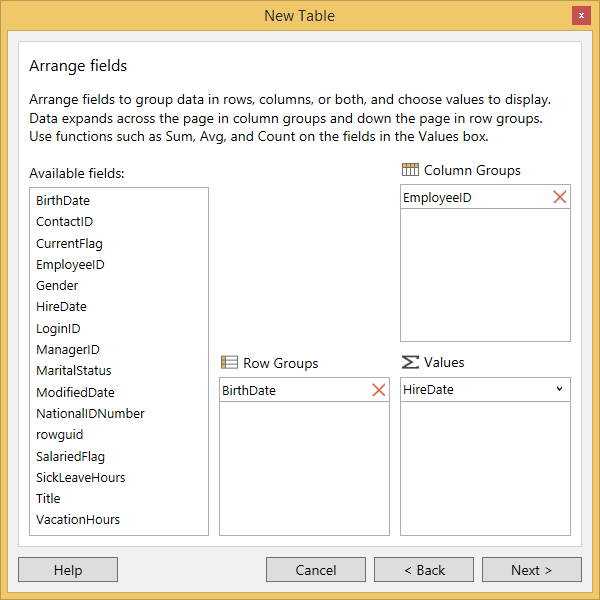 New Table
x
Arrange fields
Arrange fields to group data in rows, columns, or both, and choose values to display.
Data expands across the page in column groups and down the page in row groups.
Use functions such as Sum, Avg, and Count on the fields in the Values box.
Available fields:
BirthDate
ContactID
CurrentFlag
EmployeeID
Gender
HireDate
LoginID
ManagerID
MaritalStatus
ModifiedDate
NationalIDNumber
rowguid
SalariedFlag
SickLeaveHours
Title
VacationHours
Column Groups
EmployeeID
Row Groups
BirthDate
Σ Values
HireDate
Help
Cancel
< Back
Next >